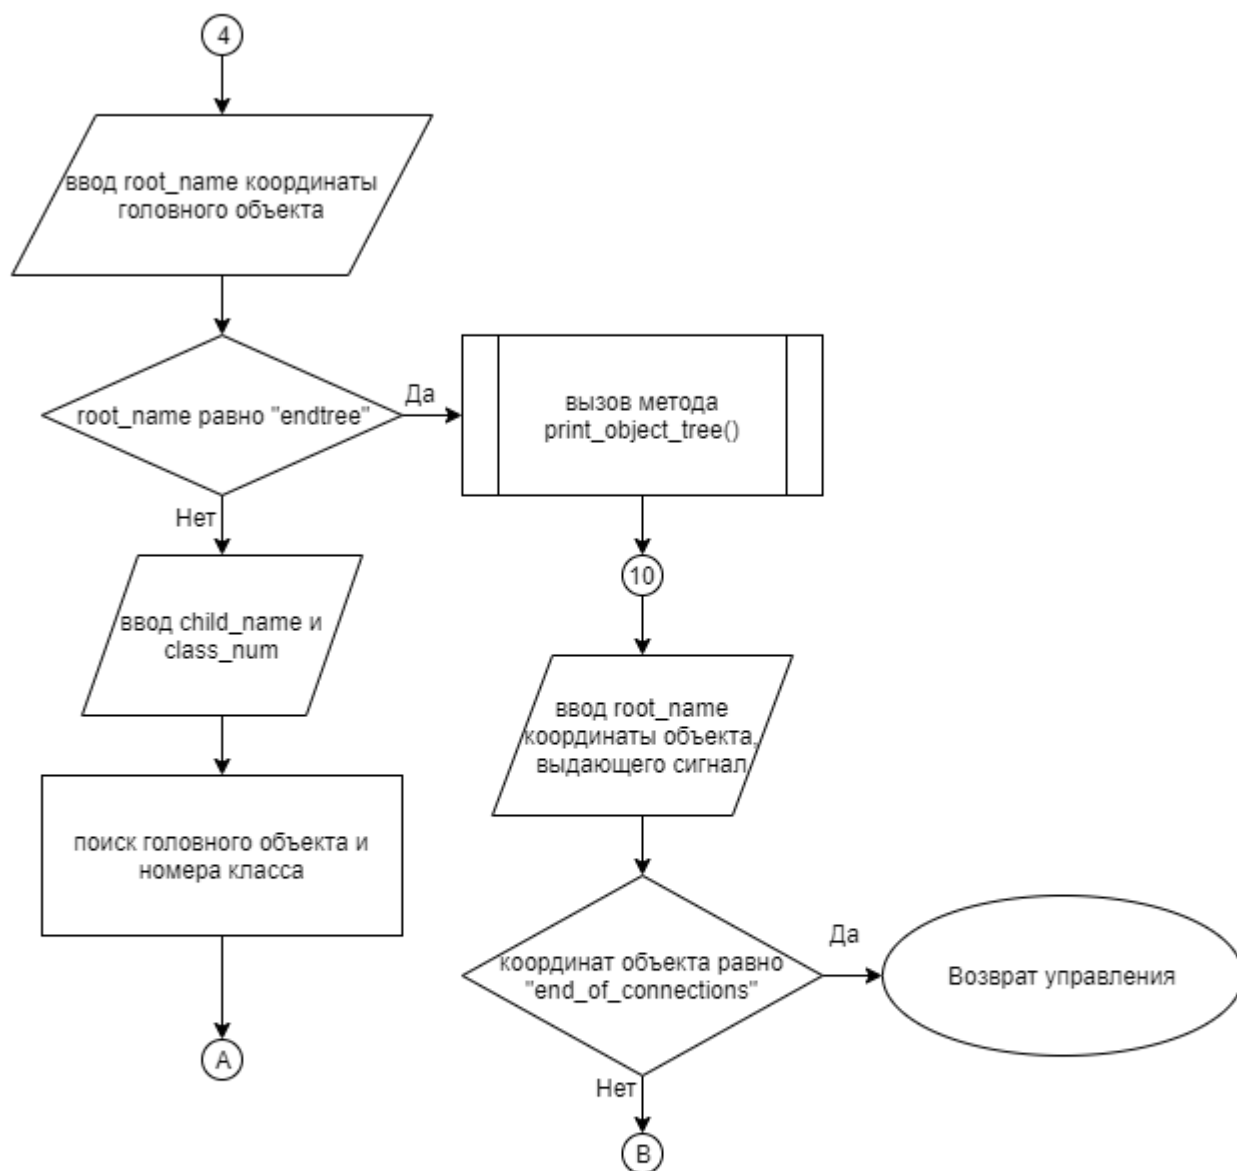 4
ввод root_name координаты
головного объекта
root_name равно "endtree"
Да
вызов метода
print_object_tree()
Нет
10
ввод child_name и
class_num
ввод root_name
координаты объекта,
выдающего сигнал
поиск головного объекта и
номера класса
координат объекта равно
"end_of_connections"
Да
Возврат управления
A
Нет
B